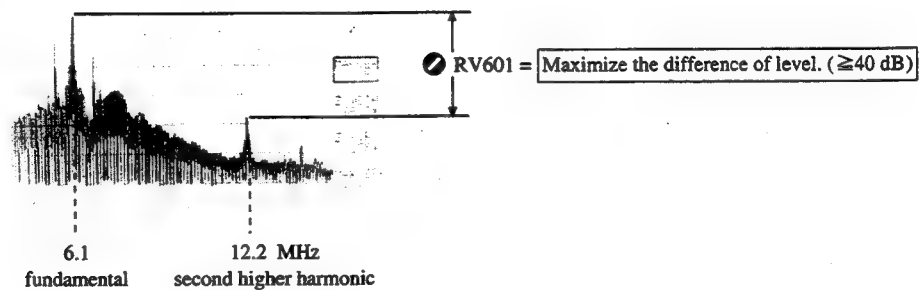 RV601 = Maximize the difference of level. (≧40 dB)
6.1
12.2 MHz
fundamental
second higher harmonic